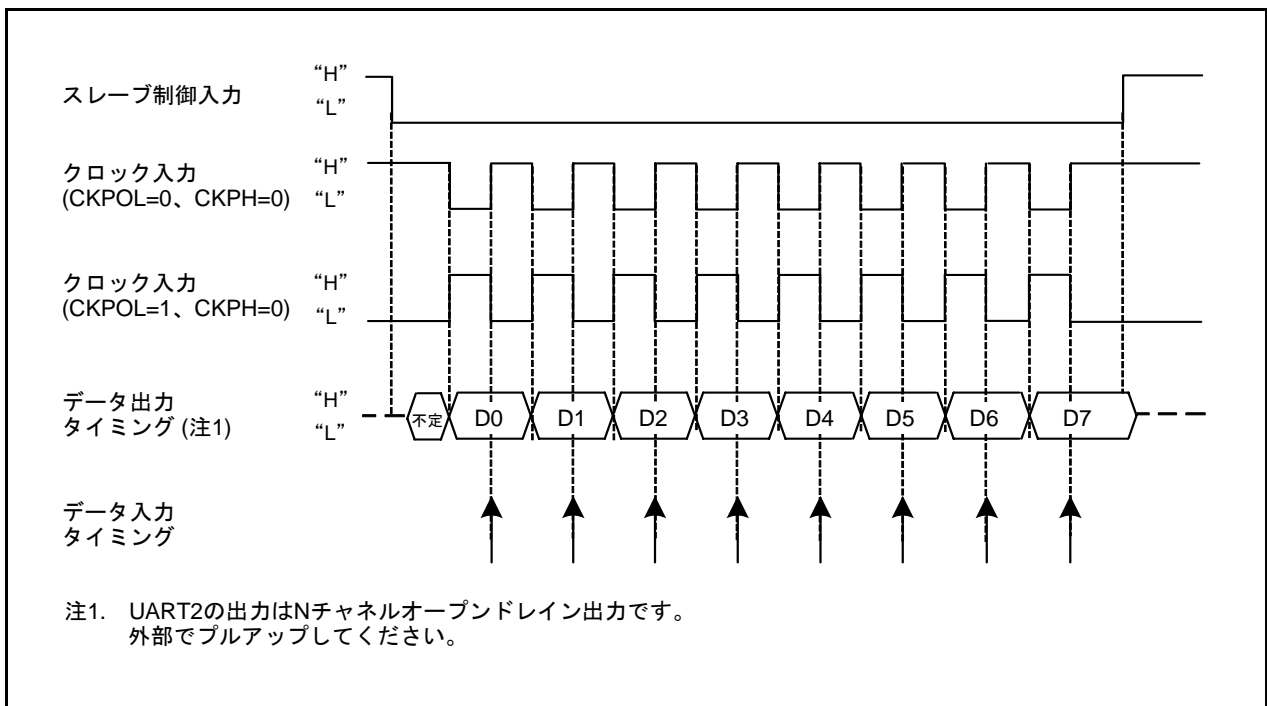 スレーブ制御入力
“H”
“L”
クロック入力
(CKPOL=0、CKPH=0)
“H”
“L”
クロック入力
(CKPOL=1、CKPH=0)
“H”
“L”
データ出力
タイミング (注1)
“H”
“L”
不定 D0 D1 D2 D3 D4 D5 D6 D7
データ入力
タイミング
注1. UART2の出力はNチャネルオープンドレイン出力です。
外部でプルアップしてください。